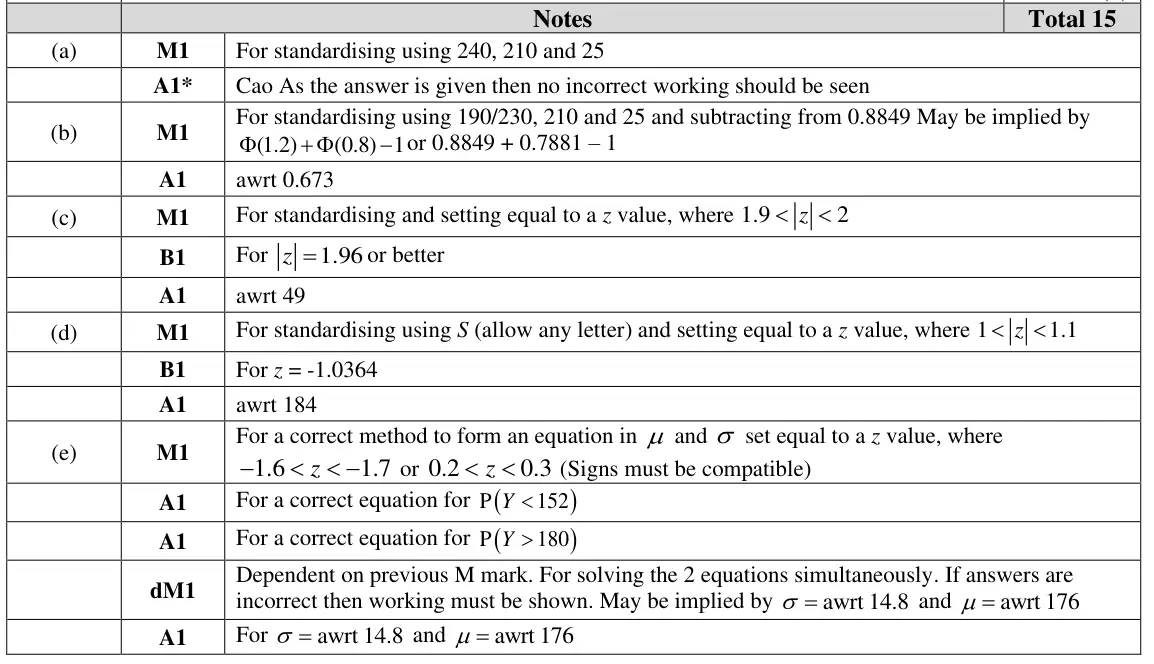 Notes Total 15
(a) M1 For standardising using 240, 210 and 25
A1* Cao As the answer is given then no incorrect working should be seen
(b) M1 For standardising using 190/230, 210 and 25 and subtracting from 0.8849 May be implied by
Φ(1.2)+Φ(0.8)−1 or 0.8849 + 0.7881 – 1
A1 awrt 0.673
(c) M1 For standardising and setting equal to a z value, where 1.9 < |z| < 2
B1 For |z| = 1.96 or better
A1 awrt 49
(d) M1 For standardising using S (allow any letter) and setting equal to a z value, where 1 < |z| < 1.1
B1 For z = -1.0364
A1 awrt 184
(e) M1 For a correct method to form an equation in μ and σ set equal to a z value, where
−1.6 < z < −1.7 or 0.2 < z < 0.3 (Signs must be compatible)
A1 For a correct equation for P(Y < 152)
A1 For a correct equation for P(Y > 180)
dM1 Dependent on previous M mark. For solving the 2 equations simultaneously. If answers are
incorrect then working must be shown. May be implied by σ = awrt 14.8 and μ = awrt 176
A1 For σ = awrt 14.8 and μ = awrt 176